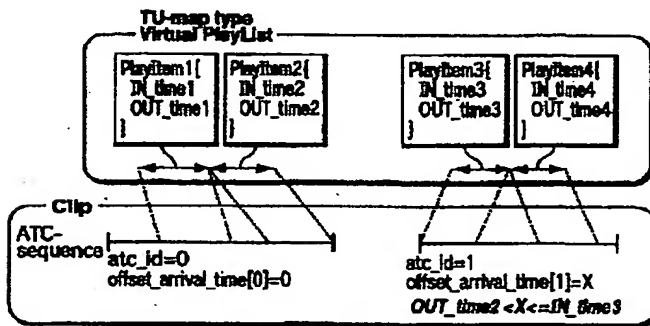 TU-map type
Virtual PlayList
PlayItem1{
IN_time1
OUT_time1
}
PlayItem2{
IN_time2
OUT_time2
}
PlayItem3{
IN_time3
OUT_time3
}
PlayItem4{
IN_time4
OUT_time4
}
Clip
ATC-
sequence
atc_id=0
offset_arrival_time[0]=0
atc_id=1
offset_arrival_time[1]=X
OUT_time2<X<=IN_time3